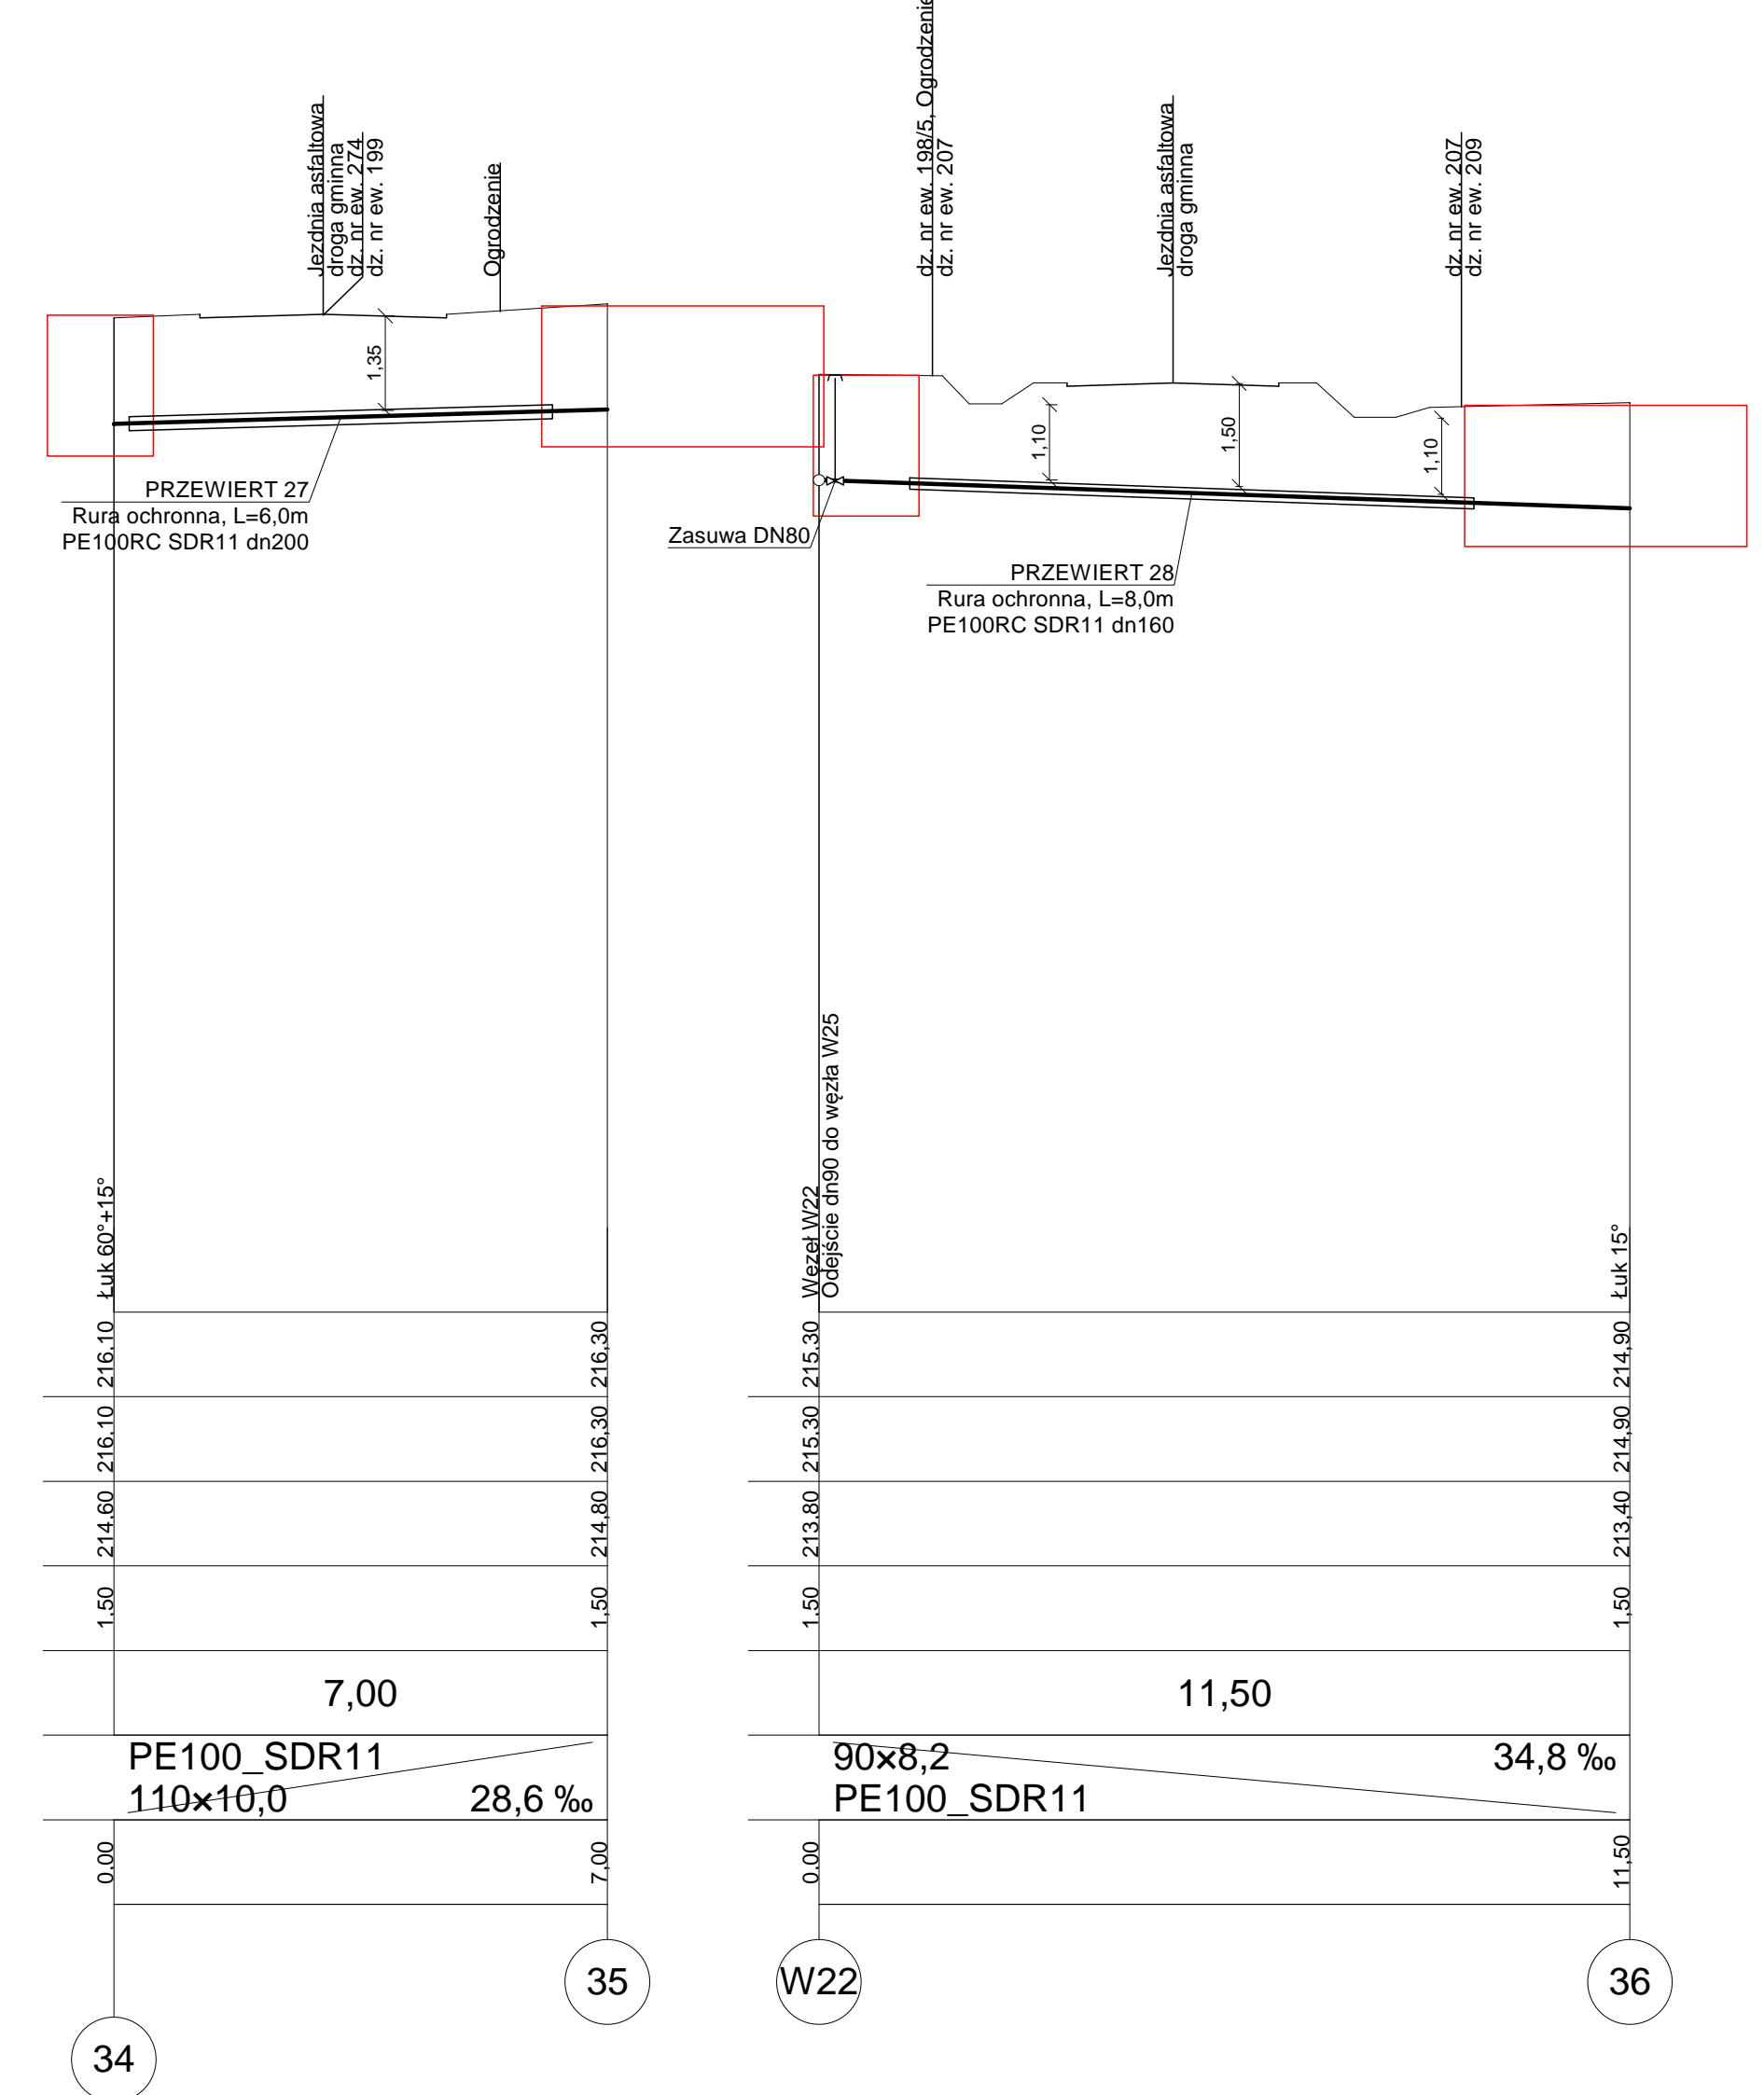 Jezdnia asfaltowa
droga gminna
dz. nr ew. 274
dz. nr ew. 199
Ogrodzenie
1,35
PRZEWIERT 27
Rura ochronna, L=6,0m
PE100RC SDR11 dn200
dz. nr ew. 198/5, Ogrodzenie
dz. nr ew. 207
Jezdnia asfaltowa
droga gminna
dz. nr ew. 207
dz. nr ew. 209
1,10
1,50
1,10
Zasuwa DN80
PRZEWIERT 28
Rura ochronna, L=8,0m
PE100RC SDR11 dn160
Łuk 60°+15°
Węzeł W22
Odejście dn90 do węzła W25
Łuk 15°
216,10
216,30
215,30
214,90
216,10
216,30
215,30
214,90
214,60
214,80
213,80
213,40
1,50
1,50
1,50
1,50
7,00
11,50
PE100_SDR11
110×10,0
28,6 ‰
90×8,2
34,8 ‰
PE100_SDR11
0,00
7,00
0,00
11,50
35
W22
36
34